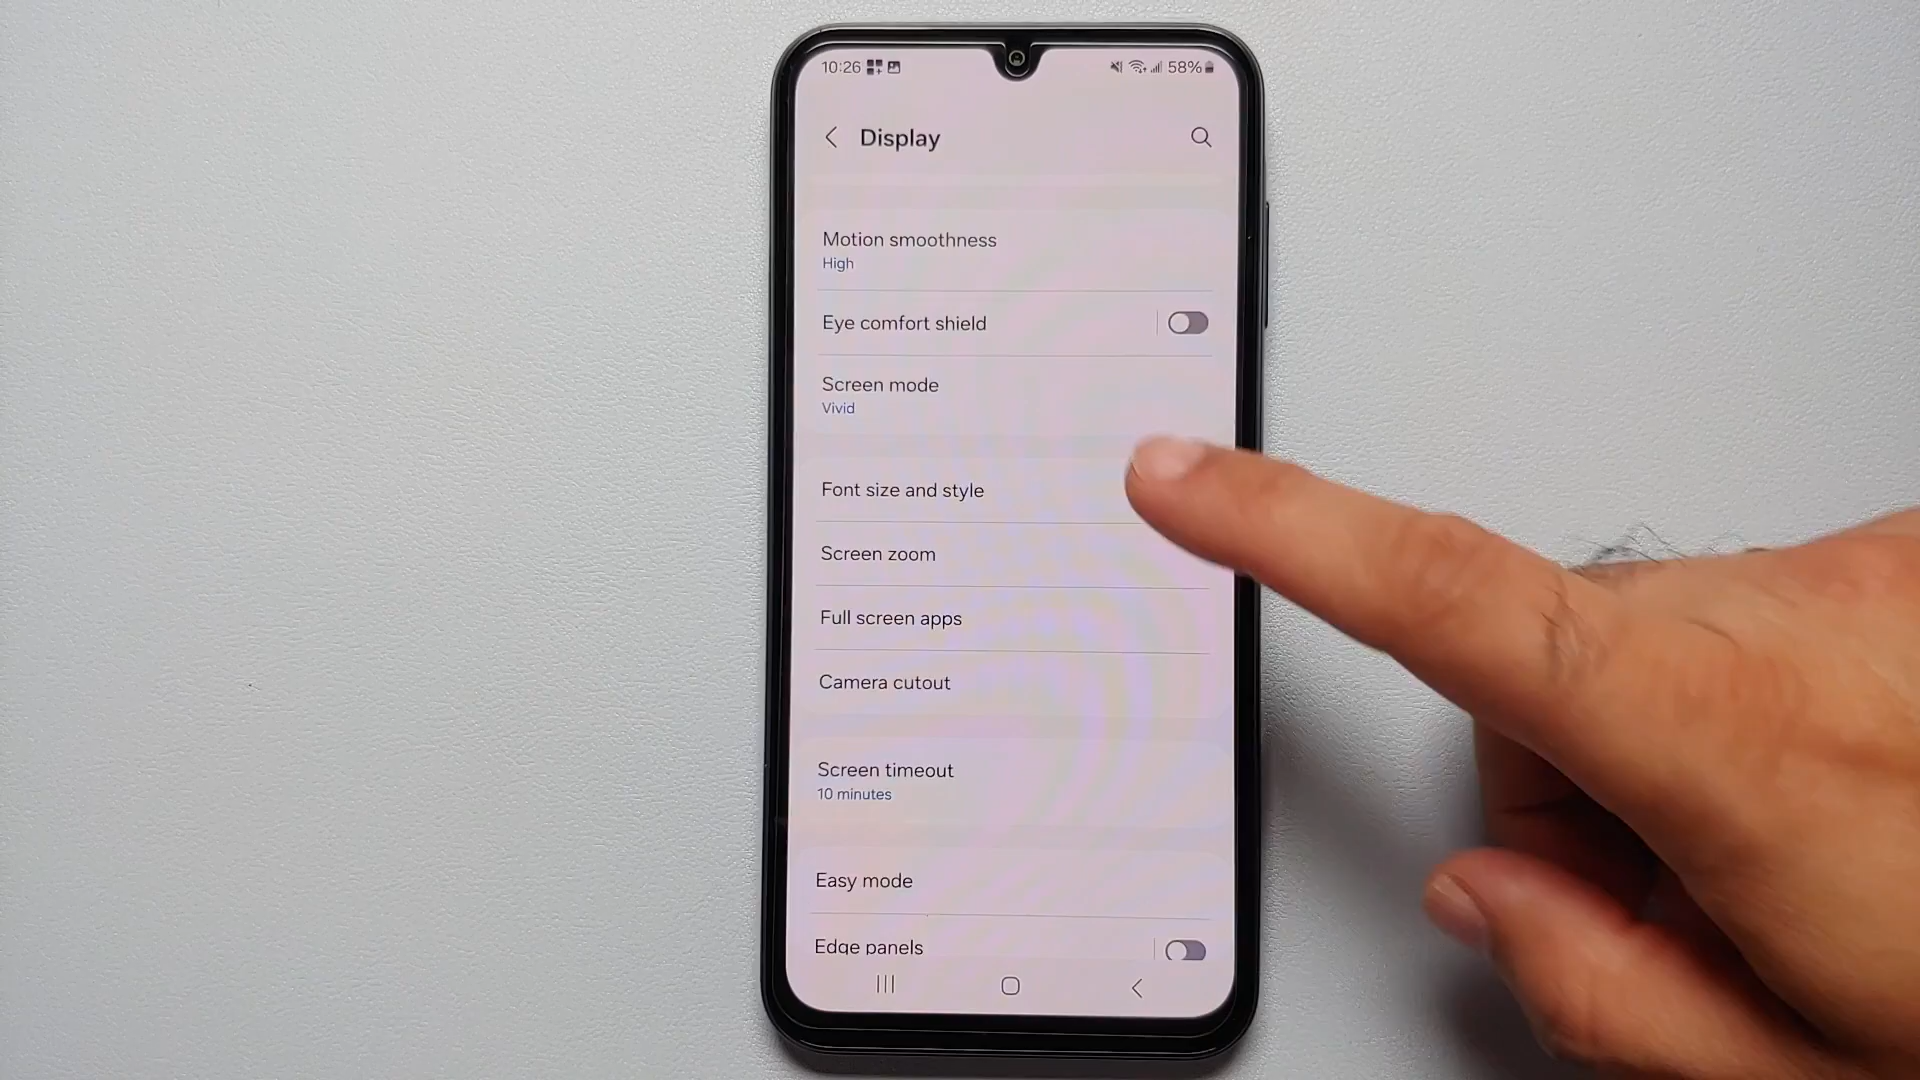 10:26 58%
Display
Motion smoothness
High
Eye comfort shield
Screen mode
Vivid
Font size and style
Screen zoom
Full screen apps
Camera cutout
Screen timeout
10 minutes
Easy mode
Edge panels